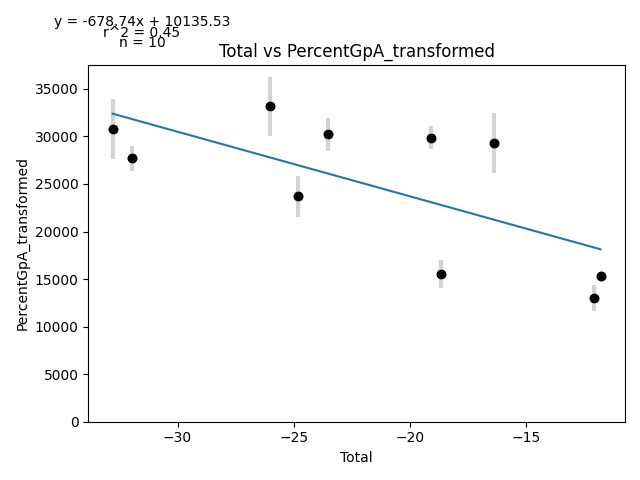 y = -678.74x + 10135.53
r^2 = 0.45
n = 10
Total vs PercentGpA_transformed
PercentGpA_transformed
35000
30000
25000
20000
15000
10000
5000
0
−30
−25
−20
−15
Total